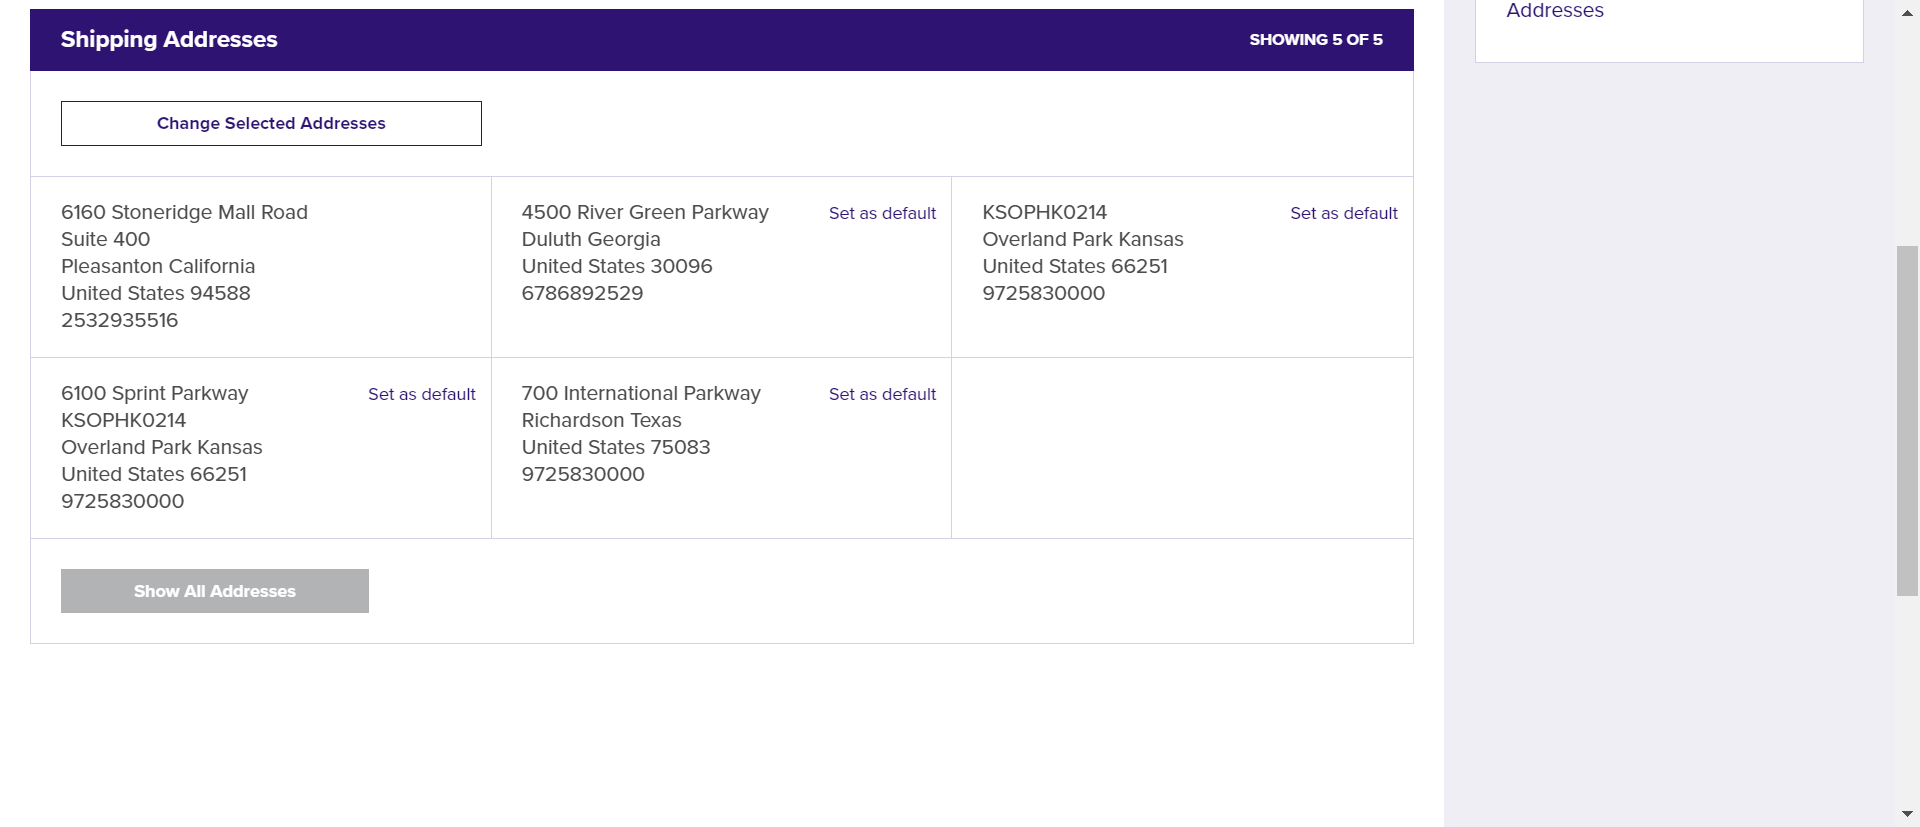 Addresses
Shipping Addresses
SHOWING 5 OF 5
Change Selected Addresses
6160 Stoneridge Mall Road
Suite 400
Pleasanton California
United States 94588
2532935516
4500 River Green Parkway
Set as default
Duluth Georgia
United States 30096
6786892529
KSOPHK0214
Set as default
Overland Park Kansas
United States 66251
9725830000
6100 Sprint Parkway
Set as default
KSOPHK0214
Overland Park Kansas
United States 66251
9725830000
700 International Parkway
Set as default
Richardson Texas
United States 75083
9725830000
Show All Addresses